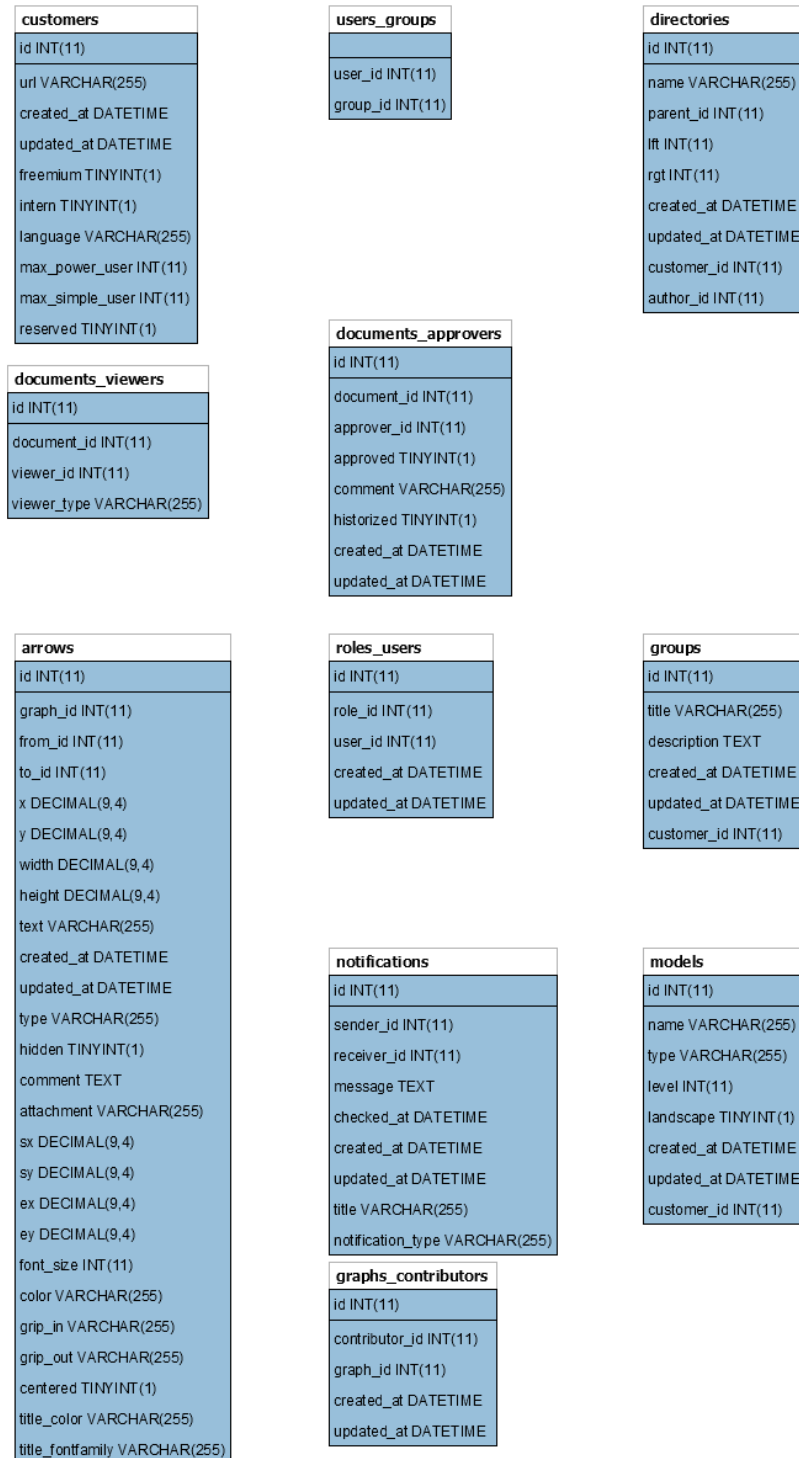 customers
id INT(11)
url VARCHAR(255)
created_at DATETIME
updated_at DATETIME
freemium TINYINT(1)
intern TINYINT(1)
language VARCHAR(255)
max_power_user INT(11)
max_simple_user INT(11)
reserved TINYINT(1)
users_groups
user_id INT(11)
group_id INT(11)
directories
id INT(11)
name VARCHAR(255)
parent_id INT(11)
lft INT(11)
rgt INT(11)
created_at DATETIME
updated_at DATETIME
customer_id INT(11)
author_id INT(11)
documents_viewers
id INT(11)
document_id INT(11)
viewer_id INT(11)
viewer_type VARCHAR(255)
documents_approvers
id INT(11)
document_id INT(11)
approver_id INT(11)
approved TINYINT(1)
comment VARCHAR(255)
historized TINYINT(1)
created_at DATETIME
updated_at DATETIME
arrows
id INT(11)
graph_id INT(11)
from_id INT(11)
to_id INT(11)
x DECIMAL(9,4)
y DECIMAL(9,4)
width DECIMAL(9,4)
height DECIMAL(9,4)
text VARCHAR(255)
created_at DATETIME
updated_at DATETIME
type VARCHAR(255)
hidden TINYINT(1)
comment TEXT
attachment VARCHAR(255)
sx DECIMAL(9,4)
sy DECIMAL(9,4)
ex DECIMAL(9,4)
ey DECIMAL(9,4)
font_size INT(11)
color VARCHAR(255)
grip_in VARCHAR(255)
grip_out VARCHAR(255)
centered TINYINT(1)
title_color VARCHAR(255)
title_fontfamily VARCHAR(255)
roles_users
id INT(11)
role_id INT(11)
user_id INT(11)
created_at DATETIME
updated_at DATETIME
groups
id INT(11)
title VARCHAR(255)
description TEXT
created_at DATETIME
updated_at DATETIME
customer_id INT(11)
notifications
id INT(11)
sender_id INT(11)
receiver_id INT(11)
message TEXT
checked_at DATETIME
created_at DATETIME
updated_at DATETIME
title VARCHAR(255)
notification_type VARCHAR(255)
models
id INT(11)
name VARCHAR(255)
type VARCHAR(255)
level INT(11)
landscape TINYINT(1)
created_at DATETIME
updated_at DATETIME
customer_id INT(11)
graphs_contributors
id INT(11)
contributor_id INT(11)
graph_id INT(11)
created_at DATETIME
updated_at DATETIME